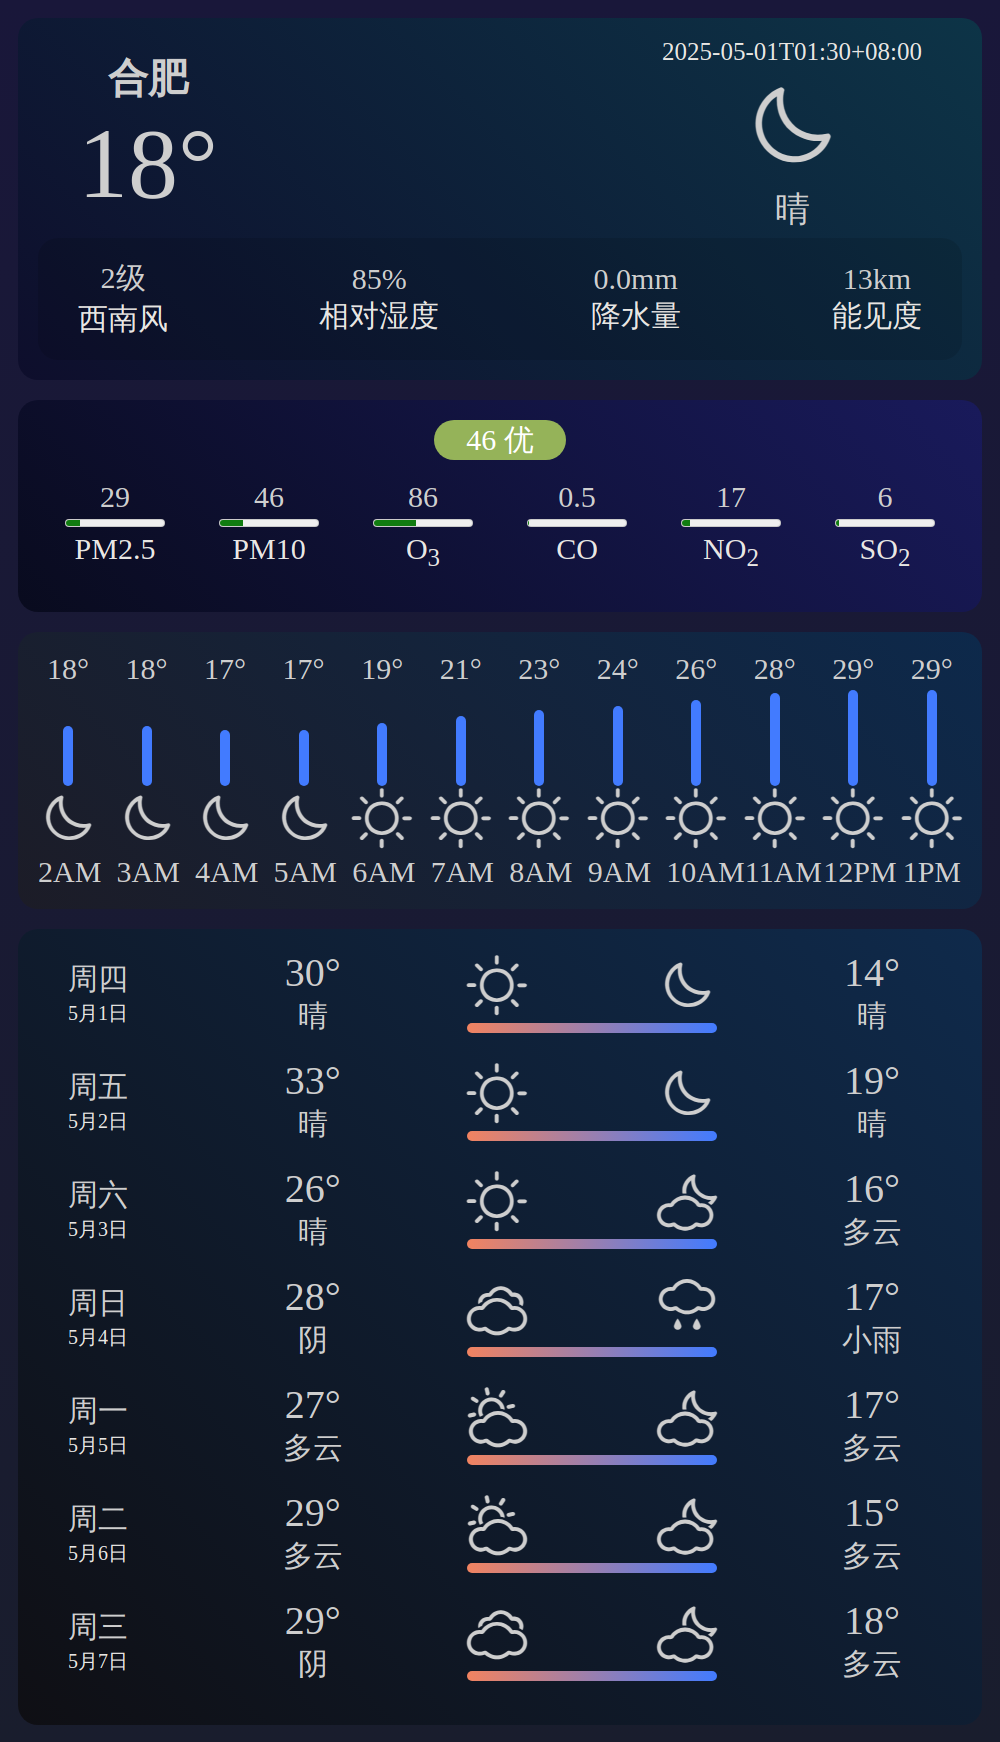 合肥
18°
2025-05-01T01:30+08:00
晴
2级 85% 0.0mm 13km
西南风 相对湿度 降水量 能见度
46 优
29 46 86 0.5 17 6
PM2.5 PM10 O3 CO NO2 SO2
18° 18° 17° 17° 19° 21° 23° 24° 26° 28° 29° 29°
2AM 3AM 4AM 5AM 6AM 7AM 8AM 9AM 10AM 11AM 12PM 1PM
周四 30° 14°
5月1日 晴 晴
周五 33° 19°
5月2日 晴 晴
周六 26° 16°
5月3日 晴 多云
周日 28° 17°
5月4日 阴 小雨
周一 27° 17°
5月5日 多云 多云
周二 29° 15°
5月6日 多云 多云
周三 29° 18°
5月7日 阴 多云